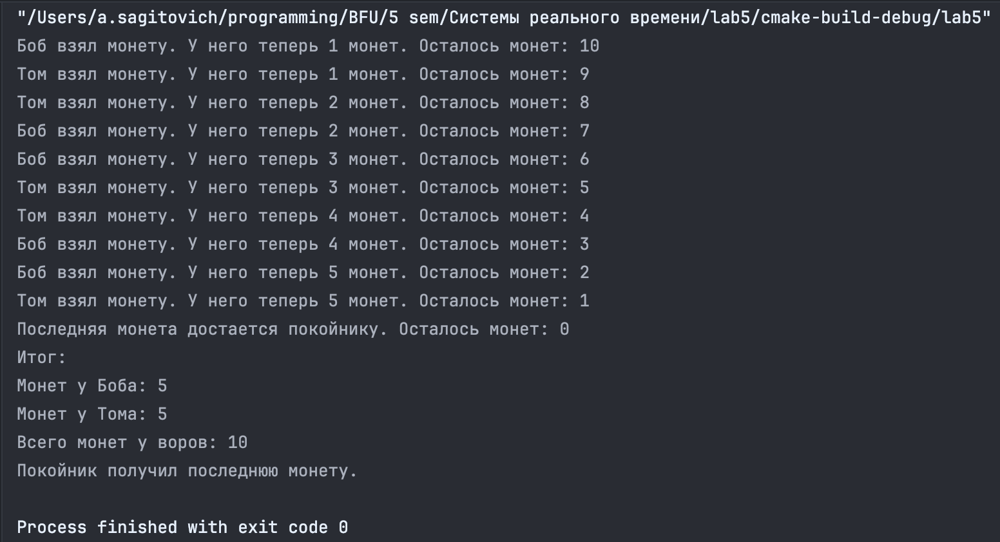 "/Users/a.sagitovich/programming/BFU/5 sem/Системы реального времени/lab5/cmake-build-debug/lab5"
Боб взял монету. У него теперь 1 монет. Осталось монет: 10
Том взял монету. У него теперь 1 монет. Осталось монет: 9
Том взял монету. У него теперь 2 монет. Осталось монет: 8
Боб взял монету. У него теперь 2 монет. Осталось монет: 7
Боб взял монету. У него теперь 3 монет. Осталось монет: 6
Том взял монету. У него теперь 3 монет. Осталось монет: 5
Том взял монету. У него теперь 4 монет. Осталось монет: 4
Боб взял монету. У него теперь 4 монет. Осталось монет: 3
Боб взял монету. У него теперь 5 монет. Осталось монет: 2
Том взял монету. У него теперь 5 монет. Осталось монет: 1
Последняя монета достается покойнику. Осталось монет: 0
Итог:
Монет у Боба: 5
Монет у Тома: 5
Всего монет у воров: 10
Покойник получил последнюю монету.
Process finished with exit code 0